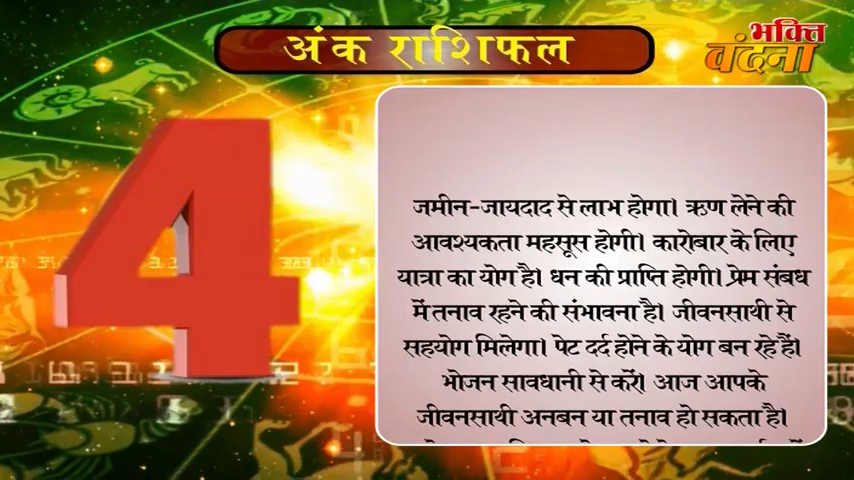 अंक राशिफल
भक्ति
वंदना
4
जमीन-जायदाद से लाभ होगा। ऋण लेने की
आवश्यकता महसूस होगी। कारोबार के लिए
यात्रा का योग है। धन की प्राप्ति होगी। प्रेम संबध
में तनाव रहने की संभावना है। जीवनसाथी से
सहयोग मिलेगा। पेट दर्द होने के योग बन रहे हैं।
भोजन सावधानी से करें। आज आपके
जीवनसाथी अनबन या तनाव हो सकता है।